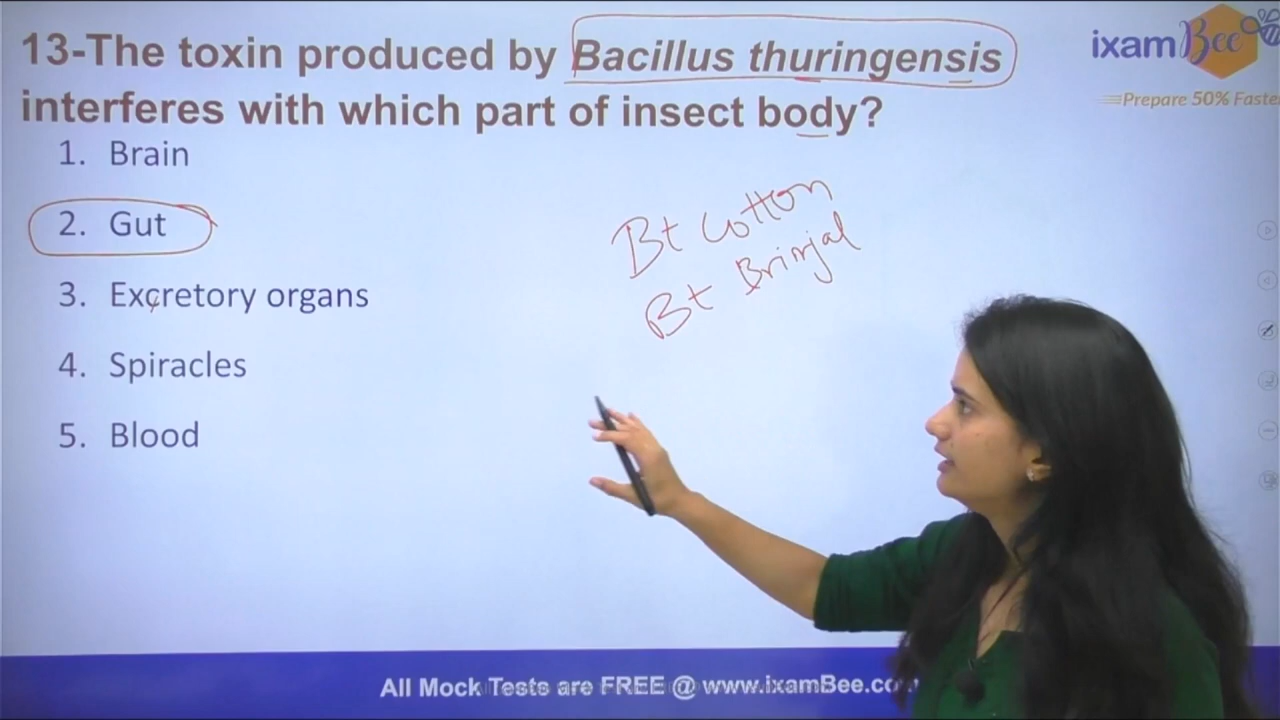 13-The toxin produced by Bacillus thuringensis
interferes with which part of insect body?
1. Brain
2. Gut
3. Excretory organs
4. Spiracles
5. Blood
Bt Cotton
Bt Brinjal
ixamBee
Prepare 50% Faste
All Mock Tests are FREE @ www.ixamBee.co